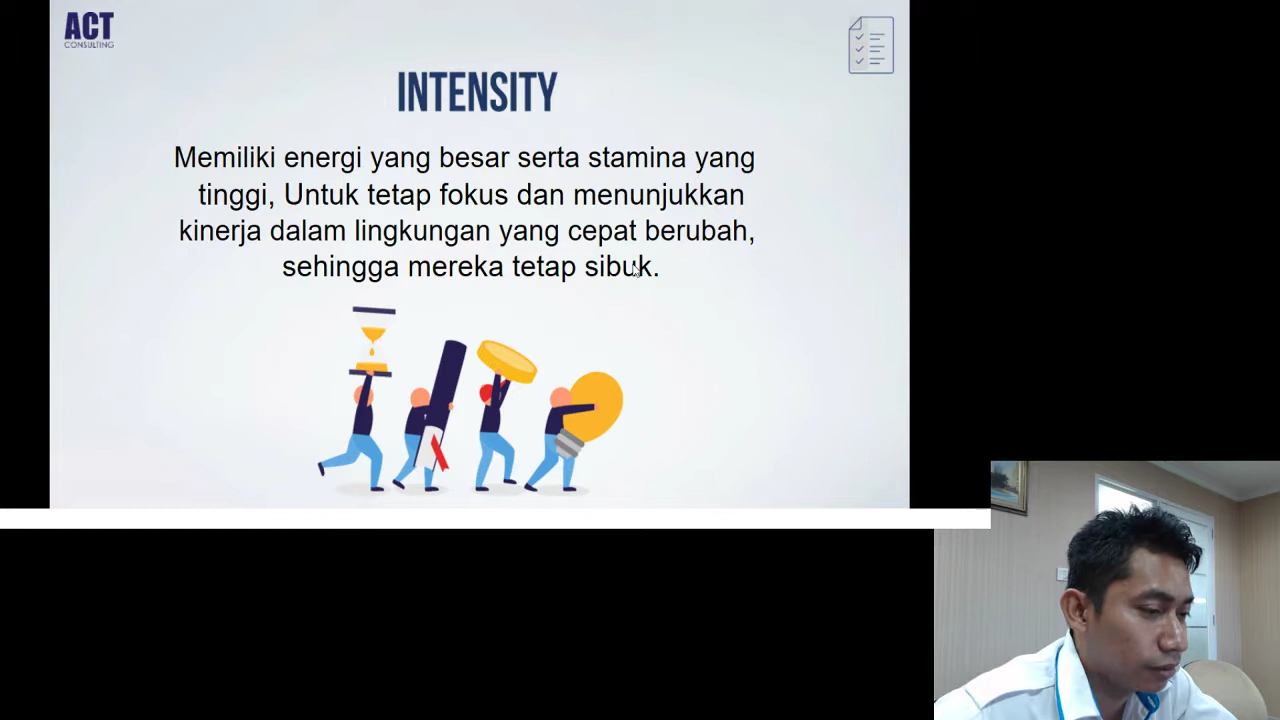 ACT
CONSULTING
INTENSITY
Memiliki energi yang besar serta stamina yang
tinggi, Untuk tetap fokus dan menunjukkan
kinerja dalam lingkungan yang cepat berubah,
sehingga mereka tetap sibuk.